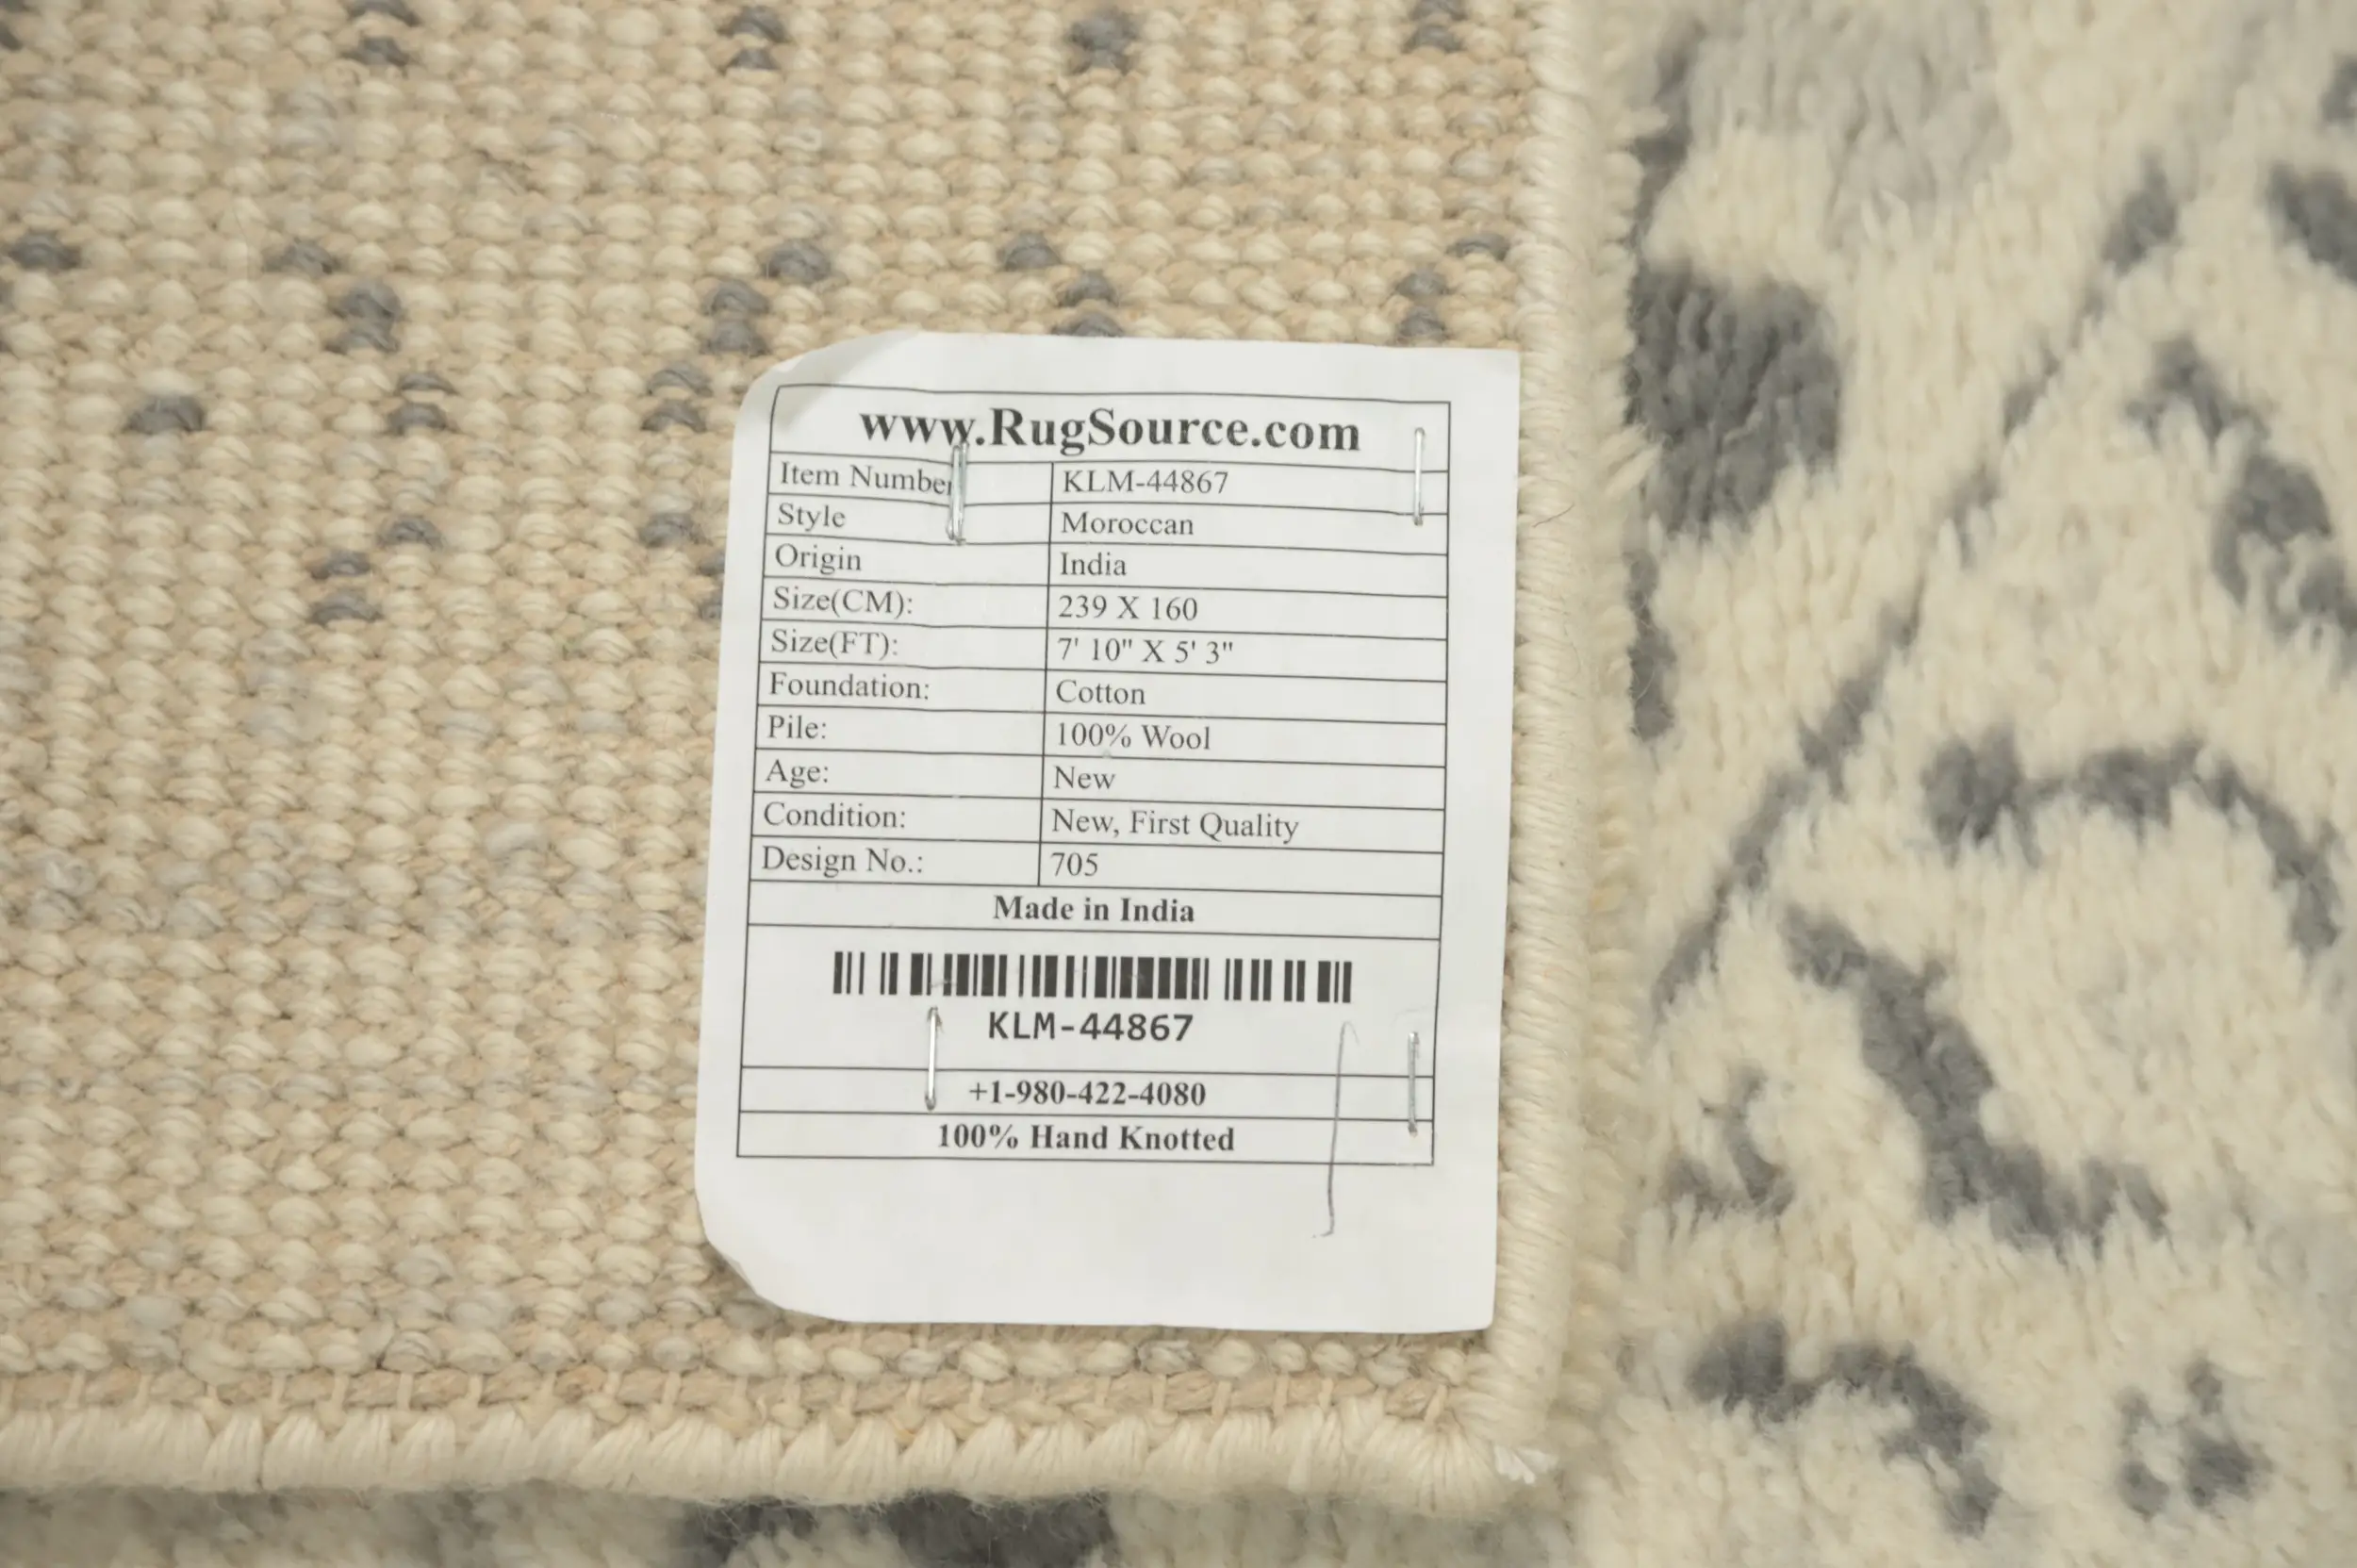 www.RugSource.com
Item Number KLM-44867
Style Moroccan
Origin India
Size(CM): 239 X 160
Size(FT): 7' 10" X 5' 3"
Foundation: Cotton
Pile: 100% Wool
Age: New
Condition: New, First Quality
Design No.: 705
Made in India
KLM-44867
+1-980-422-4080
100% Hand Knotted